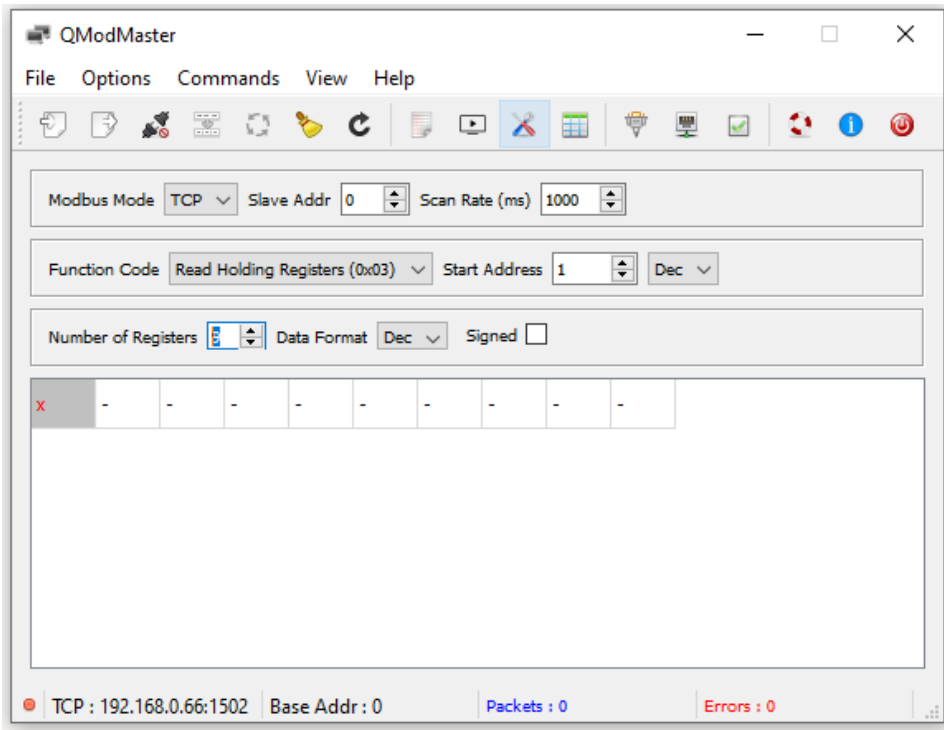 QModMaster
File Options Commands View Help
Modbus Mode TCP Slave Addr 0 Scan Rate (ms) 1000
Function Code Read Holding Registers (0x03) Start Address 1 Dec
Number of Registers Data Format Dec Signed
x - - - - - - - - -
TCP : 192.168.0.66:1502 Base Addr : 0 Packets : 0 Errors : 0